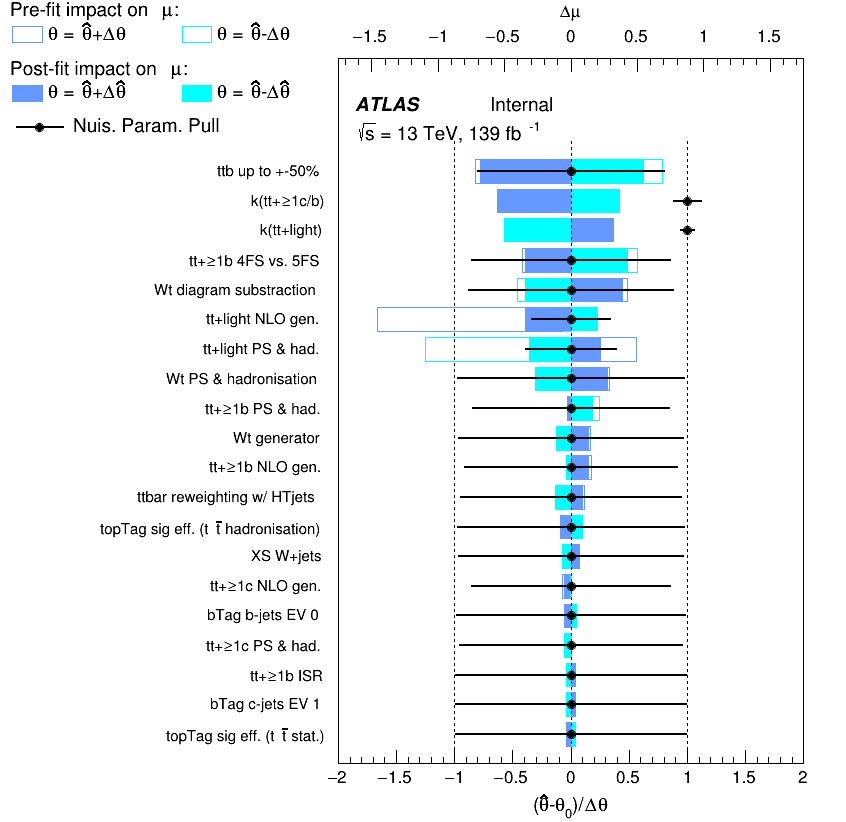 Pre-fit impact on μ:
θ = θ̂+Δθ θ = θ̂-Δθ
Post-fit impact on μ:
θ = θ̂+Δθ̂ θ = θ̂-Δθ̂
Nuis. Param. Pull
Δμ
−1.5 −1 −0.5 0 0.5 1 1.5
ATLAS Internal
√s = 13 TeV, 139 fb⁻¹
ttb up to +-50%
k(tt+≥1c/b)
k(tt+light)
tt+≥1b 4FS vs. 5FS
Wt diagram substraction
tt+light NLO gen.
tt+light PS & had.
Wt PS & hadronisation
tt+≥1b PS & had.
Wt generator
tt+≥1b NLO gen.
ttbar reweighting w/ HTjets
topTag sig eff. (t t̄ hadronisation)
XS W+jets
tt+≥1c NLO gen.
bTag b-jets EV 0
tt+≥1c PS & had.
tt+≥1b ISR
bTag c-jets EV 1
topTag sig eff. (t t̄ stat.)
−2 −1.5 −1 −0.5 0 0.5 1 1.5 2
(θ̂-θ₀)/Δθ